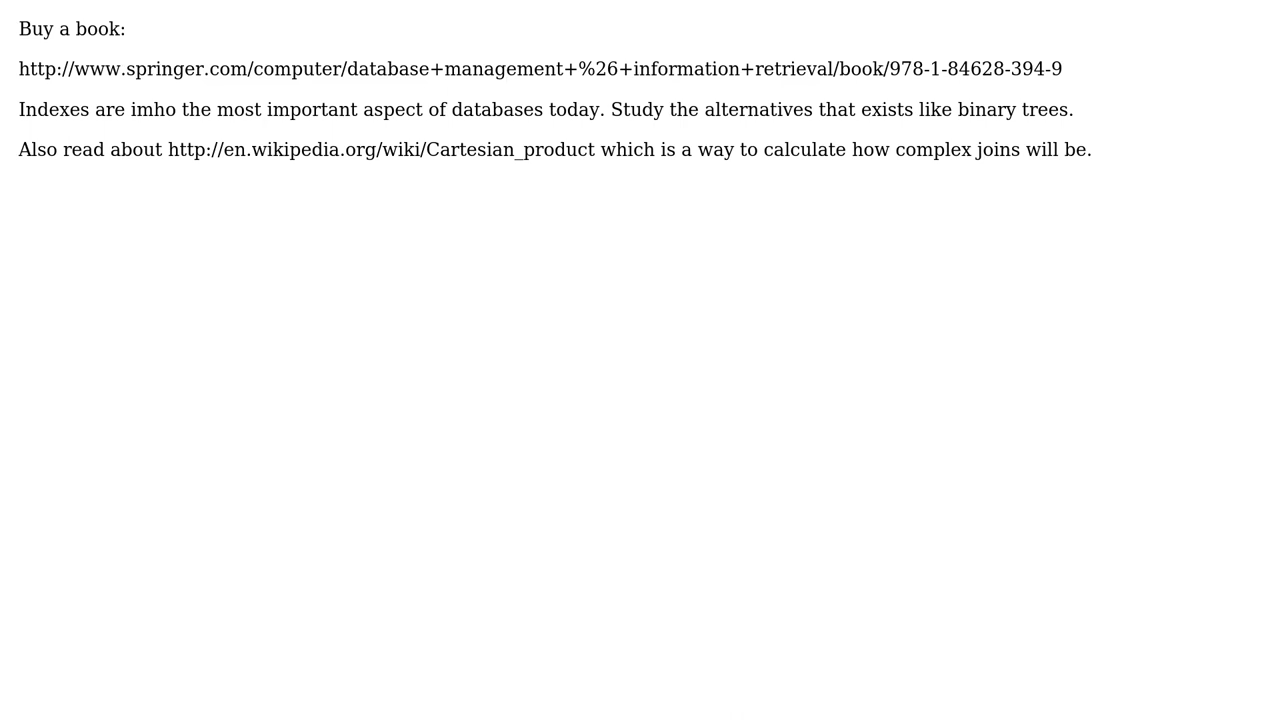 Buy a book:
http://www.springer.com/computer/database+management+%26+information+retrieval/book/978-1-84628-394-9
Indexes are imho the most important aspect of databases today. Study the alternatives that exists like binary trees.
Also read about http://en.wikipedia.org/wiki/Cartesian_product which is a way to calculate how complex joins will be.